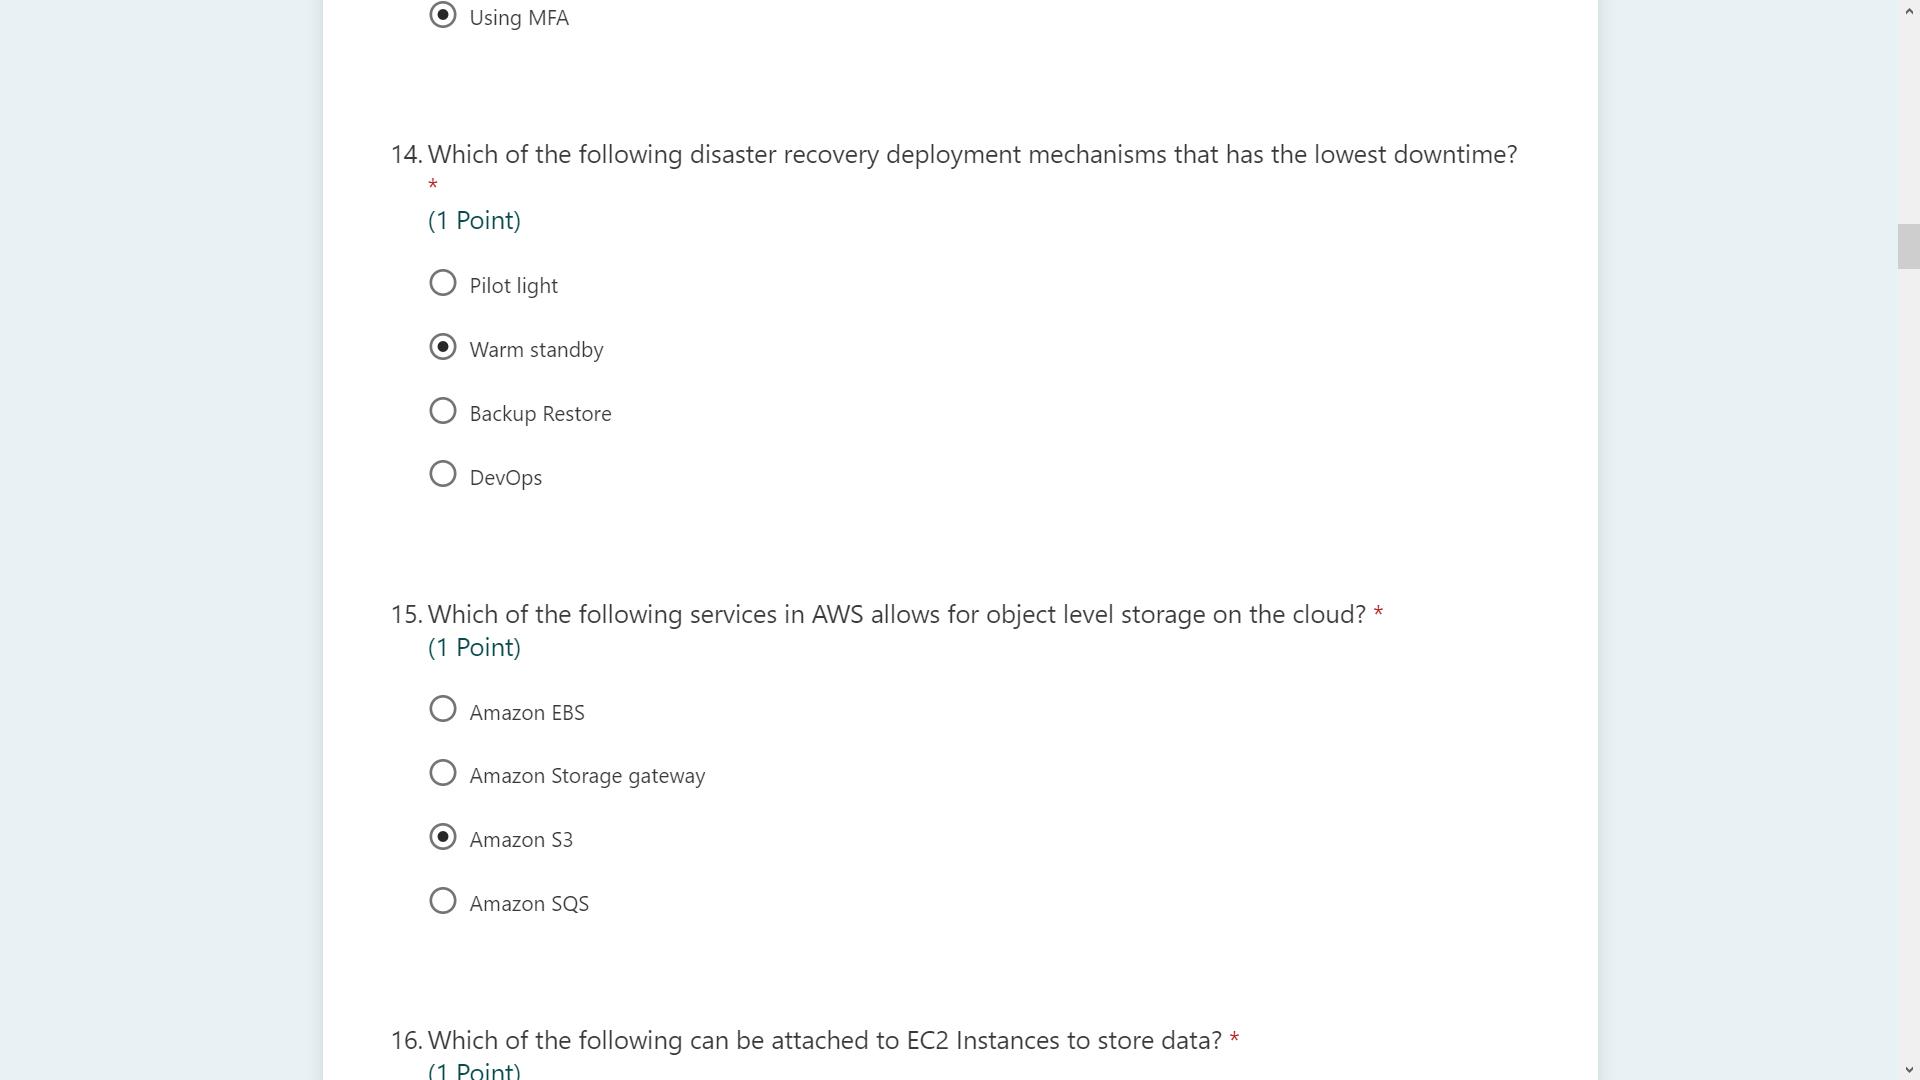 Using MFA
14. Which of the following disaster recovery deployment mechanisms that has the lowest downtime?
*
(1 Point)
Pilot light
Warm standby
Backup Restore
DevOps
15. Which of the following services in AWS allows for object level storage on the cloud? *
(1 Point)
Amazon EBS
Amazon Storage gateway
Amazon S3
Amazon SQS
16. Which of the following can be attached to EC2 Instances to store data? *
(1 Point)